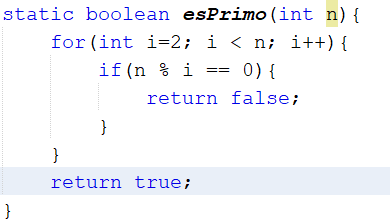 static boolean esPrimo(int n){
    for(int i=2; i < n; i++){
        if(n % i == 0){
            return false;
        }
    }
    return true;
}